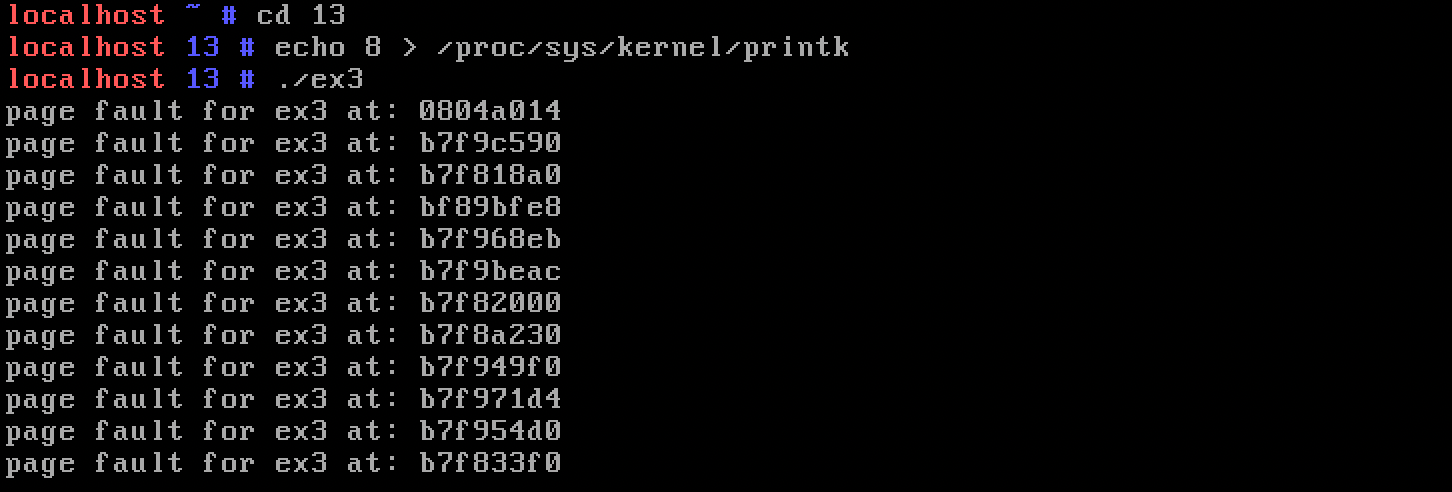 localhost ~ # cd 13
localhost 13 # echo 8 > /proc/sys/kernel/printk
localhost 13 # ./ex3
page fault for ex3 at: 0804a014
page fault for ex3 at: b7f9c590
page fault for ex3 at: b7f818a0
page fault for ex3 at: bf89bfe8
page fault for ex3 at: b7f968eb
page fault for ex3 at: b7f9beac
page fault for ex3 at: b7f82000
page fault for ex3 at: b7f8a230
page fault for ex3 at: b7f949f0
page fault for ex3 at: b7f971d4
page fault for ex3 at: b7f954d0
page fault for ex3 at: b7f833f0